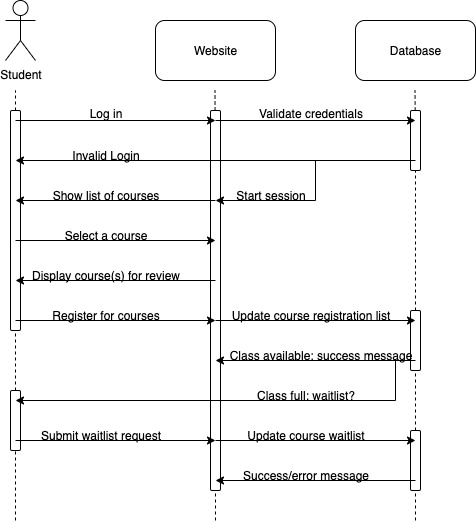 Student
Website
Database
Log in
Validate credentials
Invalid Login
Show list of courses
Start session
Select a course
Display course(s) for review
Register for courses
Update course registration list
Class available: success message
Class full: waitlist?
Submit waitlist request
Update course waitlist
Success/error message